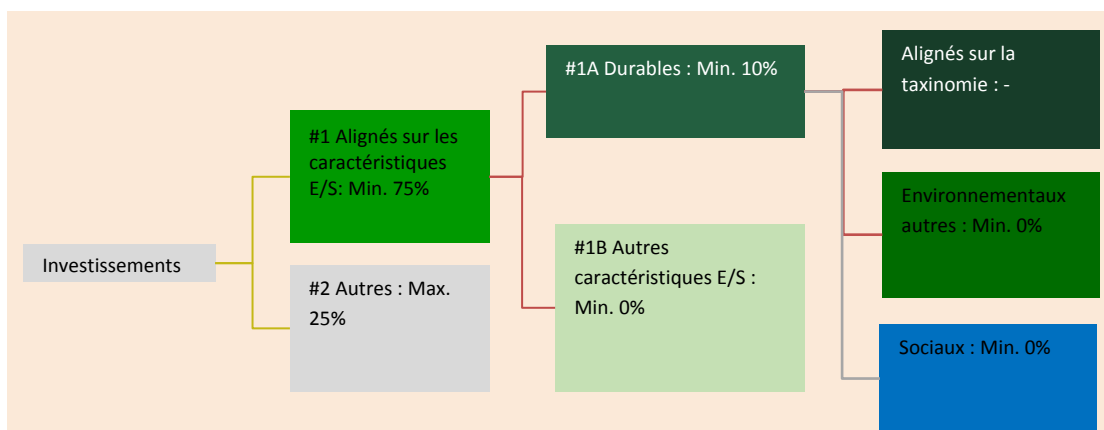 Investissements
#1 Alignés sur les
caractéristiques
E/S: Min. 75%
#2 Autres : Max.
25%
#1A Durables : Min. 10%
#1B Autres
caractéristiques E/S :
Min. 0%
Alignés sur la
taxinomie : -
Environnementaux
autres : Min. 0%
Sociaux : Min. 0%